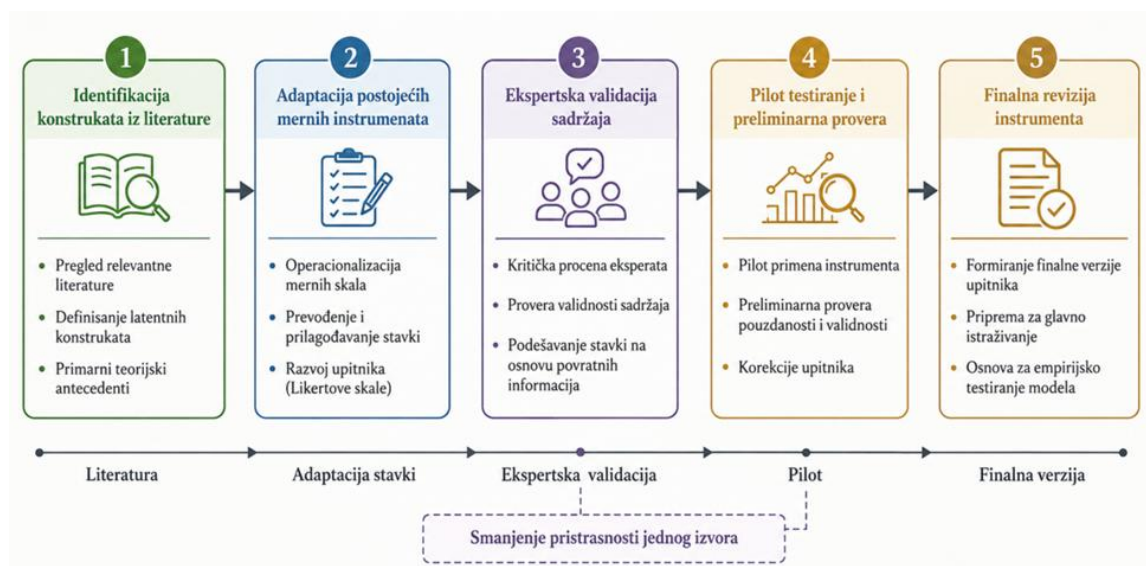 1
Identifikacija
konstrukata iz literature
Pregled relevantne
literature
Definisanje latentnih
konstrukata
Primarni teorijski
antecedenti
2
Adaptacija postojećih
mernih instrumenata
Operacionalizacija
mernih skala
Prevođenje i
prilagođavanje stavki
Razvoj upitnika
(Likertove skale)
3
Ekspertska validacija
sadržaja
Kritička procena eksperata
Provera validnosti sadržaja
Podešavanje stavki na
osnovu povratnih
informacija
4
Pilot testiranje i
preliminarna provera
Pilot primena instrumenta
Preliminarna provera
pouzdanosti i validnosti
Korekcije upitnika
5
Finalna revizija
instrumenta
Formiranje finalne verzije
upitnika
Priprema za glavno
istraživanje
Osnova za empirijsko
testiranje modela
Literatura
Adaptacija stavki
Ekspertska validacija
Pilot
Finalna verzija
Smanjenje pristrasnosti jednog izvora